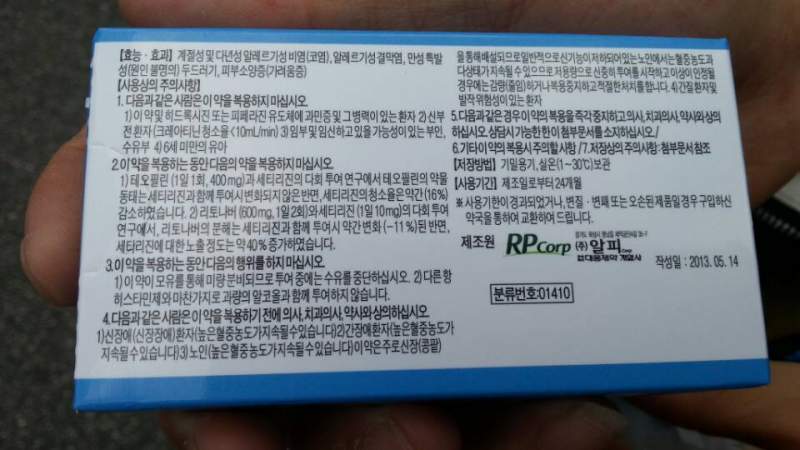 [효능·효과] 계절성 및 다년성 알레르기성 비염(코염), 알레르기성 결막염, 만성 특발
성(원인 불명의) 두드러기, 피부소양증(가려움증)
[사용상의 주의사항]
1. 다음과 같은 사람은 이 약을 복용하지 마십시오.
1) 이 약 및 히드록시진 또는 피페라진 유도체에 과민증 및 그 병력이 있는 환자 2) 신부
전 환자(크레아티닌청소율<10mL/min) 3) 임부 및 임신하고 있을 가능성이 있는 부인,
수유부 4) 6세 미만의 유아
2. 이 약을 복용하는 동안 다음의 약을 복용하지 마십시오.
1) 테오필린 (1일 1회, 400mg)과 세티리진의 다회 투여 연구에서 테오필린의 약물
동태는 세티리진과 함께 투여시 변화되지 않은 반면, 세티리진의 청소율은 약간(16%)
감소하였습니다. 2) 리토나버 (600mg, 1일 2회)와 세티리진 (1일 10mg)의 다회 투여
연구에서, 리토나버의 분포는 세티리진과 함께 투여시 약간 변화 (-11%)된 반면,
세티리진에 대한 노출 정도는 약 40% 증가하였습니다.
3. 이 약을 복용하는 동안 다음의 행위를 하지 마십시오.
1) 이 약이 모유를 통해 미량 분비되므로 투여 중에는 수유를 중단하십시오. 2) 다른 항
히스타민제와 마찬가지로 과량의 알코올과 함께 투여하지 않습니다.
4. 다음과 같은 사람은 이 약을 복용하기 전에 의사, 치과의사, 약사와 상의하십시오.
1)신장애(신장장애)환자(높은 혈중농도가 지속될 수 있습니다)2)간장애환자(높은 혈중농도가
지속될 수 있습니다)3)노인(높은 혈중농도가 지속될 수 있습니다)이 약은 주로 신장(콩팥)
을 통해 배설되므로 일반적으로 신기능이 저하되어 있는 노인에서는 혈중농도과
다상태가 지속될 수 있으므로 저용량으로 신중히 투여를 시작하고 이상이 인정될
경우에는 감량(줄임)하거나 복용 중지하고 적절한 처치를 합니다. 4) 간질 환자 및
발작 위험성이 있는 환자
5. 다음과 같은 경우 이 약의 복용을 즉각 중지하고 의사, 치과의사, 약사와 상의
하십시오. 상담시 가능한 한 이 첨부문서를 소지하십시오./
6. 기타 이 약의 복용시 주의할 사항 /7. 저장상의 주의사항 : 첨부문서 참조
[저장방법] 기밀용기, 실온(1~30℃)보관
[사용기간] 제조일로부터 24개월
※ 사용기한이 경과되었거나, 변질·변패 또는 오손된 제품일 경우 구입하신
약국을 통하여 교환하여 드립니다.
제조원 RP Corp (주) 알피 Corp
㈜대웅제약 계열사
작성일 : 2013. 05. 14
분류번호:01410